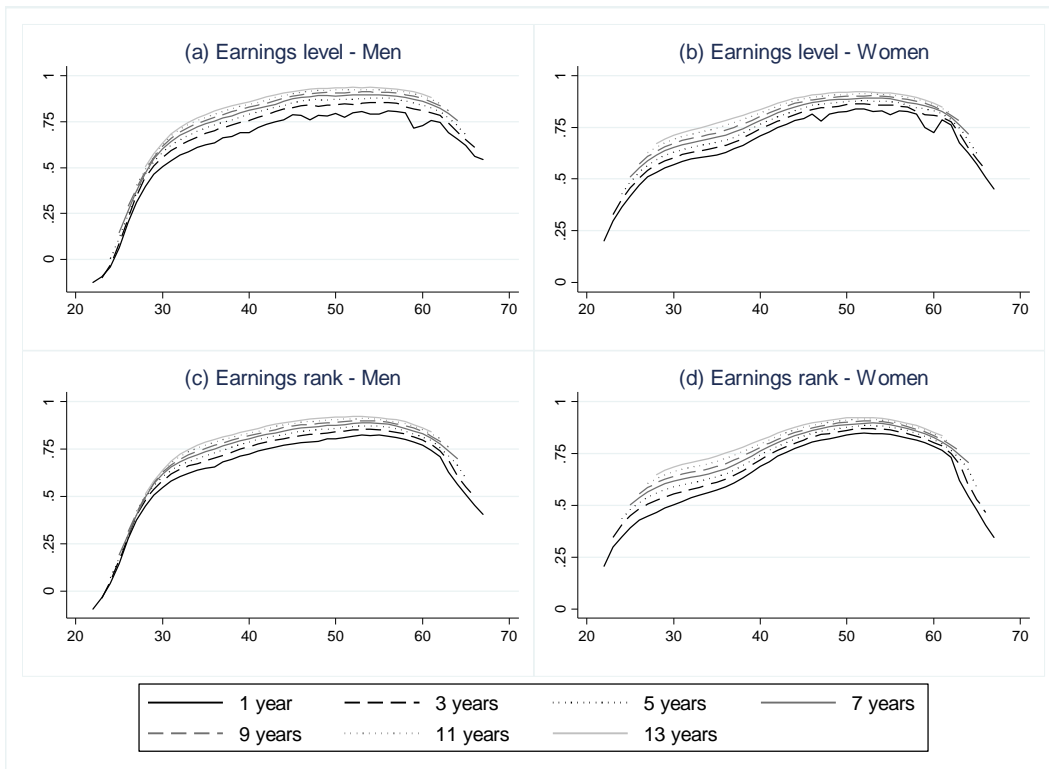 (a) Earnings level - Men
1
.75
.5
.25
0
20 30 40 50 60 70
(b) Earnings level - Women
1
.75
.5
.25
0
20 30 40 50 60 70
(c) Earnings rank - Men
1
.75
.5
.25
0
20 30 40 50 60 70
(d) Earnings rank - Women
1
.75
.5
.25
0
20 30 40 50 60 70
1 year 3 years 5 years 7 years
9 years 11 years 13 years